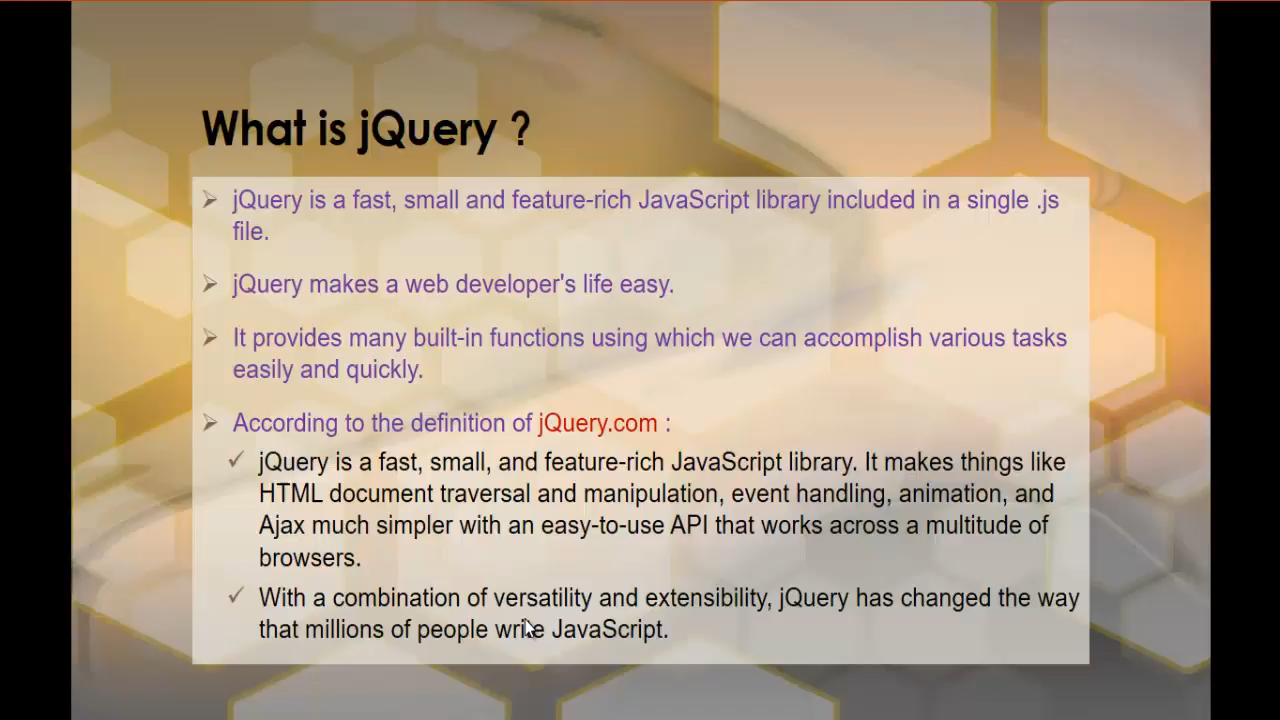 What is jQuery ?
jQuery is a fast, small and feature-rich JavaScript library included in a single .js
file.
jQuery makes a web developer's life easy.
It provides many built-in functions using which we can accomplish various tasks
easily and quickly.
According to the definition of jQuery.com :
jQuery is a fast, small, and feature-rich JavaScript library. It makes things like
HTML document traversal and manipulation, event handling, animation, and
Ajax much simpler with an easy-to-use API that works across a multitude of
browsers.
With a combination of versatility and extensibility, jQuery has changed the way
that millions of people write JavaScript.